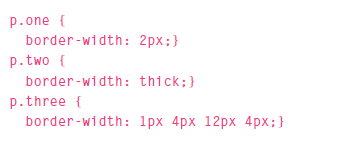 p.one {
  border-width: 2px;}
p.two {
  border-width: thick;}
p.three {
  border-width: 1px 4px 12px 4px;}